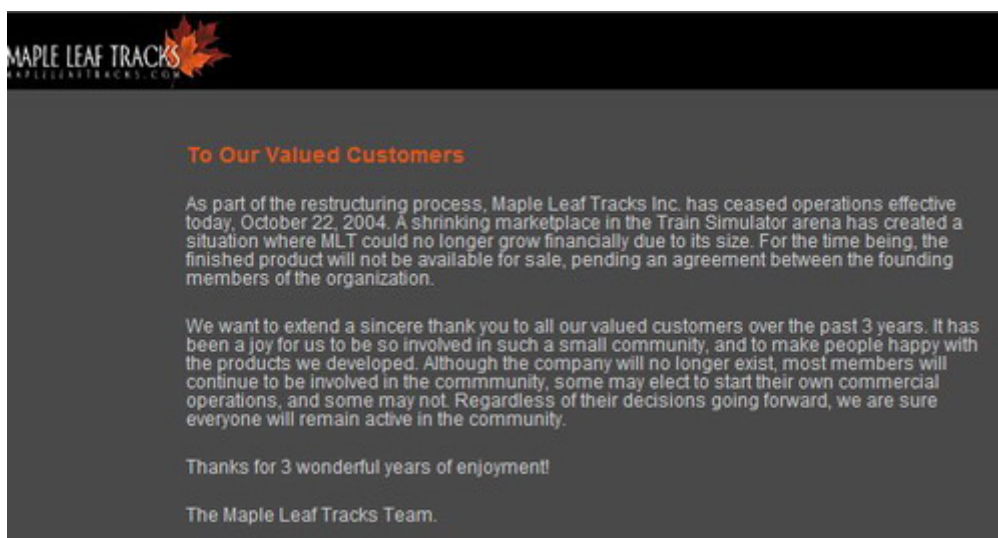 MAPLE LEAF TRACKS
MAPLELEAFTRACKS.COM
To Our Valued Customers
As part of the restructuring process, Maple Leaf Tracks Inc. has ceased operations effective
today, October 22, 2004. A shrinking marketplace in the Train Simulator arena has created a
situation where MLT could no longer grow financially due to its size. For the time being, the
finished product will not be available for sale, pending an agreement between the founding
members of the organization.
We want to extend a sincere thank you to all our valued customers over the past 3 years. It has
been a joy for us to be so involved in such a small community, and to make people happy with
the products we developed. Although the company will no longer exist, most members will
continue to be involved in the commmunity, some may elect to start their own commercial
operations, and some may not. Regardless of their decisions going forward, we are sure
everyone will remain active in the community.
Thanks for 3 wonderful years of enjoyment!
The Maple Leaf Tracks Team.